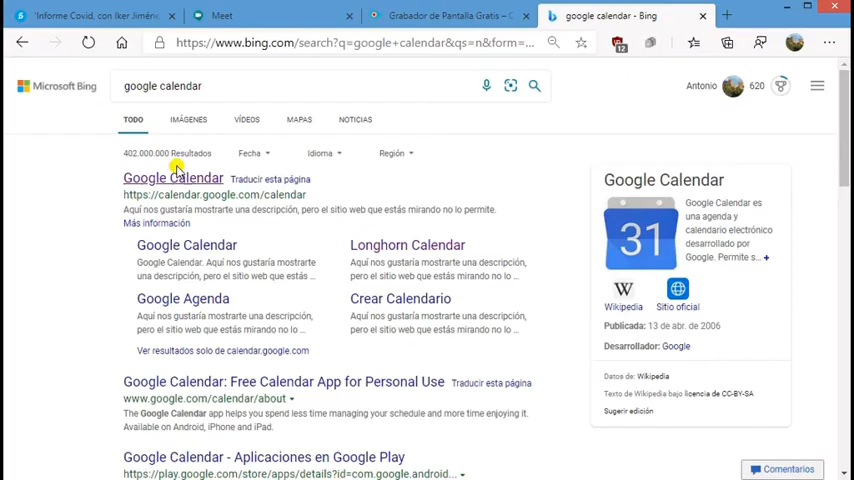 'Informe Covid, con Iker Jiméne
Meet
Grabador de Pantalla Gratis – C
google calendar - Bing
https://www.bing.com/search?q=google+calendar&qs=n&form=...
12
Microsoft Bing
google calendar
Antonio
620
TODO
IMÁGENES
VÍDEOS
MAPAS
NOTICIAS
402.000.000 Resultados
Fecha
Idioma
Región
Google Calendar
Traducir esta página
https://calendar.google.com/calendar
Aquí nos gustaría mostrarte una descripción, pero el sitio web que estás mirando no lo permite.
Más información
Google Calendar
Google Calendar. Aquí nos gustaría mostrarte
una descripción, pero el sitio web que estás ...
Longhorn Calendar
Aquí nos gustaría mostrarte una descripción,
pero el sitio web que estás mirando no lo ...
Google Agenda
Aquí nos gustaría mostrarte una descripción,
pero el sitio web que estás mirando no lo ...
Crear Calendario
Aquí nos gustaría mostrarte una descripción,
pero el sitio web que estás mirando no lo ...
Ver resultados solo de calendar.google.com
Google Calendar: Free Calendar App for Personal Use
Traducir esta página
www.google.com/calendar/about
The Google Calendar app helps you spend less time managing your schedule and more time enjoying it.
Available on Android, iPhone and iPad.
Google Calendar - Aplicaciones en Google Play
https://play.google.com/store/apps/details?id=com.google.android...
Google Calendar
31
Google Calendar es
una agenda y
calendario electrónico
desarrollado por
Google. Permite s... +
W
Wikipedia
Sitio oficial
Publicada: 13 de abr. de 2006
Desarrollador: Google
Datos de: Wikipedia
Texto de Wikipedia bajo licencia de CC-BY-SA
Sugerir edición
Comentarios